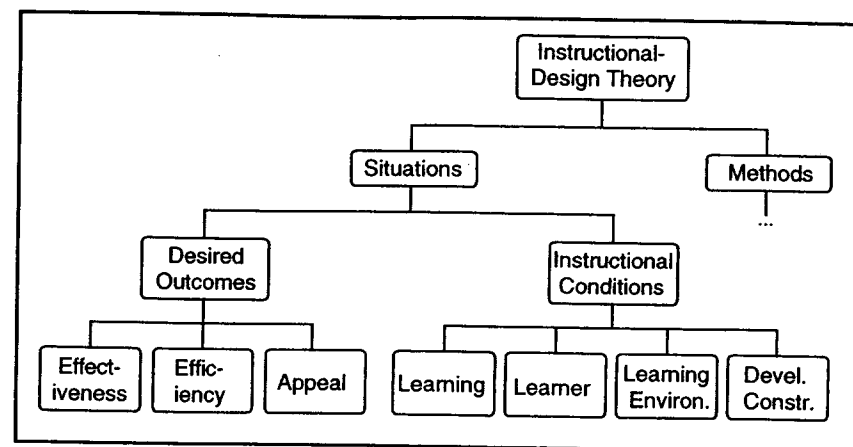 Instructional-
Design Theory
Situations
Methods
...
Desired
Outcomes
Instructional
Conditions
Effect-
iveness
Effic-
iency
Appeal
Learning
Learner
Learning
Environ.
Devel.
Constr.